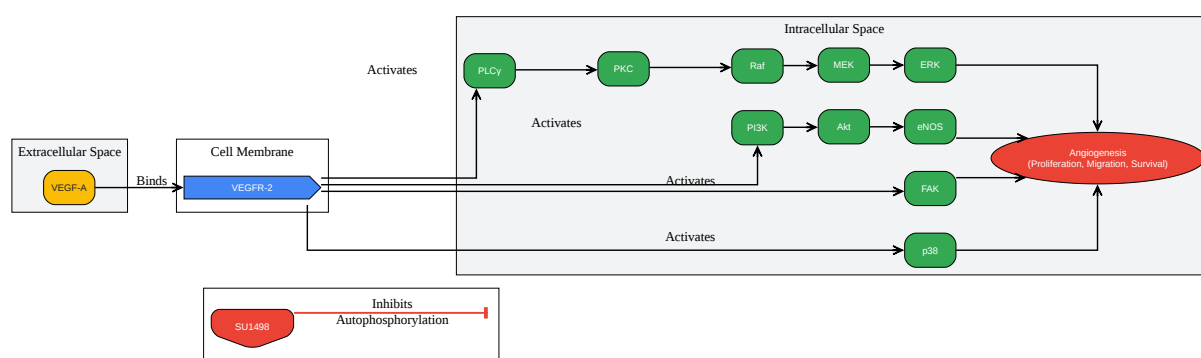 Intracellular Space
PLCγ
PKC
Raf
MEK
ERK
Activates
Activates
PI3K
Akt
eNOS
Extracellular Space
Cell Membrane
Angiogenesis
(Proliferation, Migration, Survival)
VEGF-A
Binds
VEGFR-2
Activates
FAK
Activates
p38
Inhibits
Autophosphorylation
SU1498